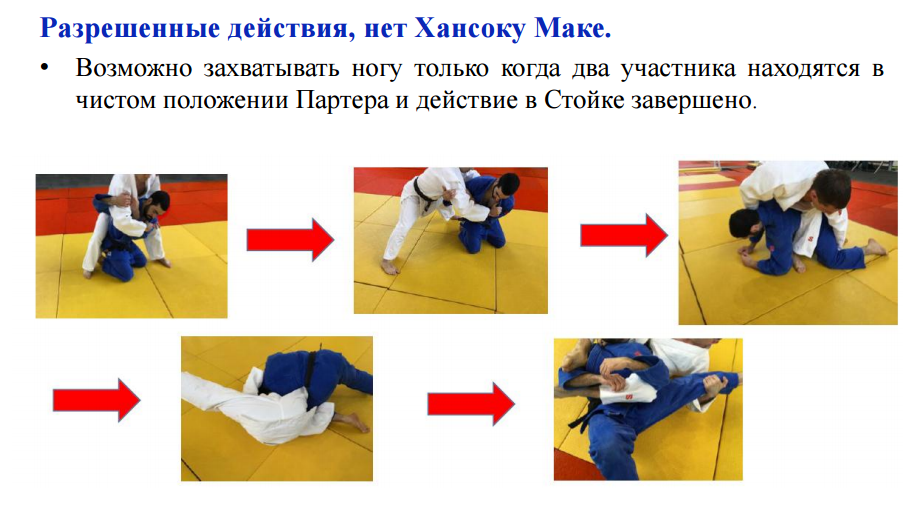 Разрешенные действия, нет Хансоку Маке.
• Возможно захватывать ногу только когда два участника находятся в
чистом положении Партера и действие в Стойке завершено.